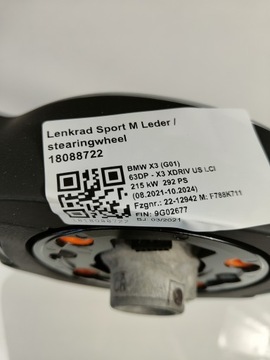 Lenkrad Sport M Leder /
stearingwheel
18088722
BMW X3 (G01)
63DP - X3 XDRIV US LCI
215 kW 292 PS
(08.2021-10.2024)
Fzgnr.: 22-12942 M: F788K711
FIN: 9G02677
BJ: 03/2021